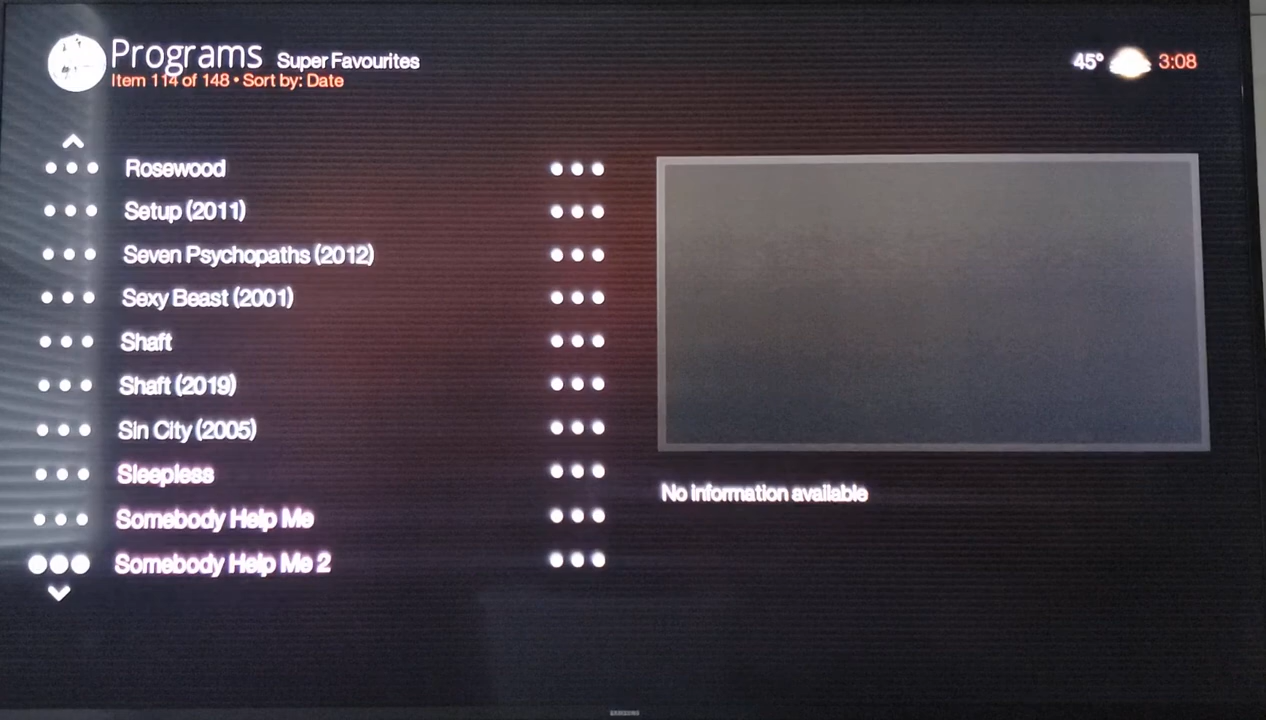 Programs Super Favourites
Item 114 of 148 • Sort by: Date
45° 3:08
Rosewood
Setup (2011)
Seven Psychopaths (2012)
Sexy Beast (2001)
Shaft
Shaft (2019)
Sin City (2005)
Sleepless
Somebody Help Me
Somebody Help Me 2
No information available
SAMSUNG